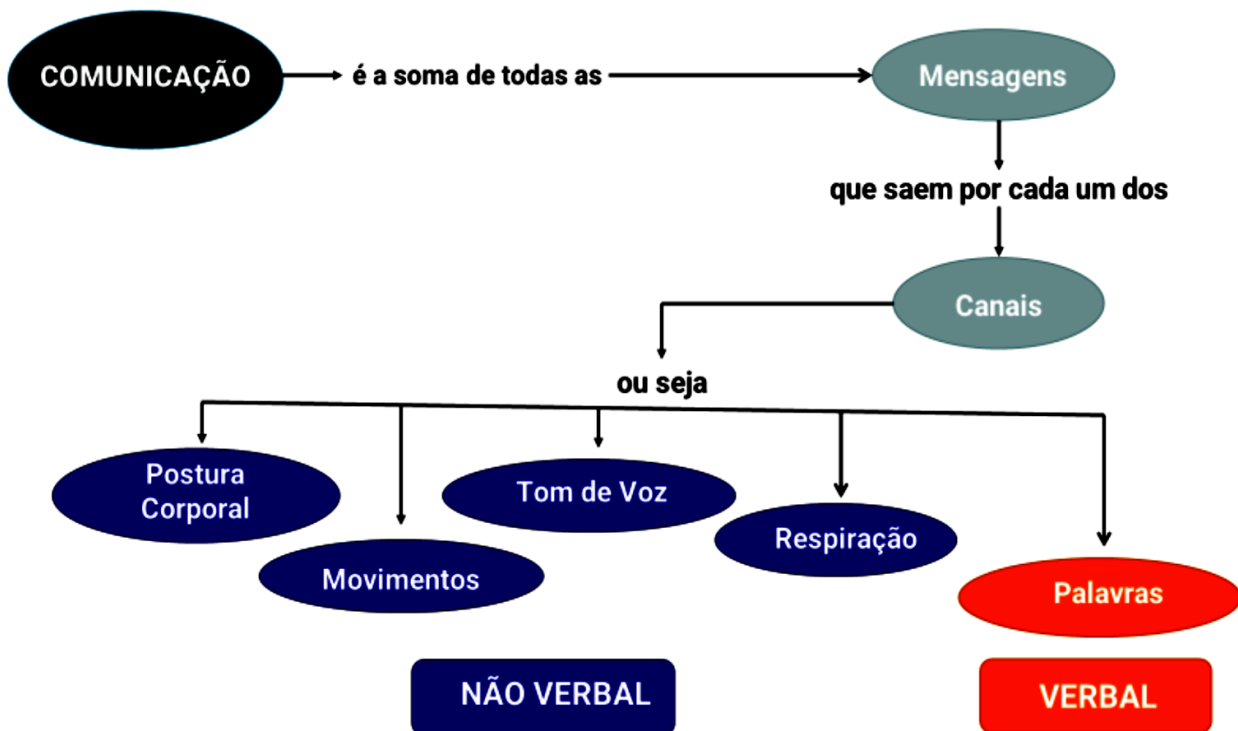 COMUNICAÇÃO
é a soma de todas as
Mensagens
que saem por cada um dos
Canais
ou seja
Postura
Corporal
Movimentos
Tom de Voz
Respiração
Palavras
NÃO VERBAL
VERBAL